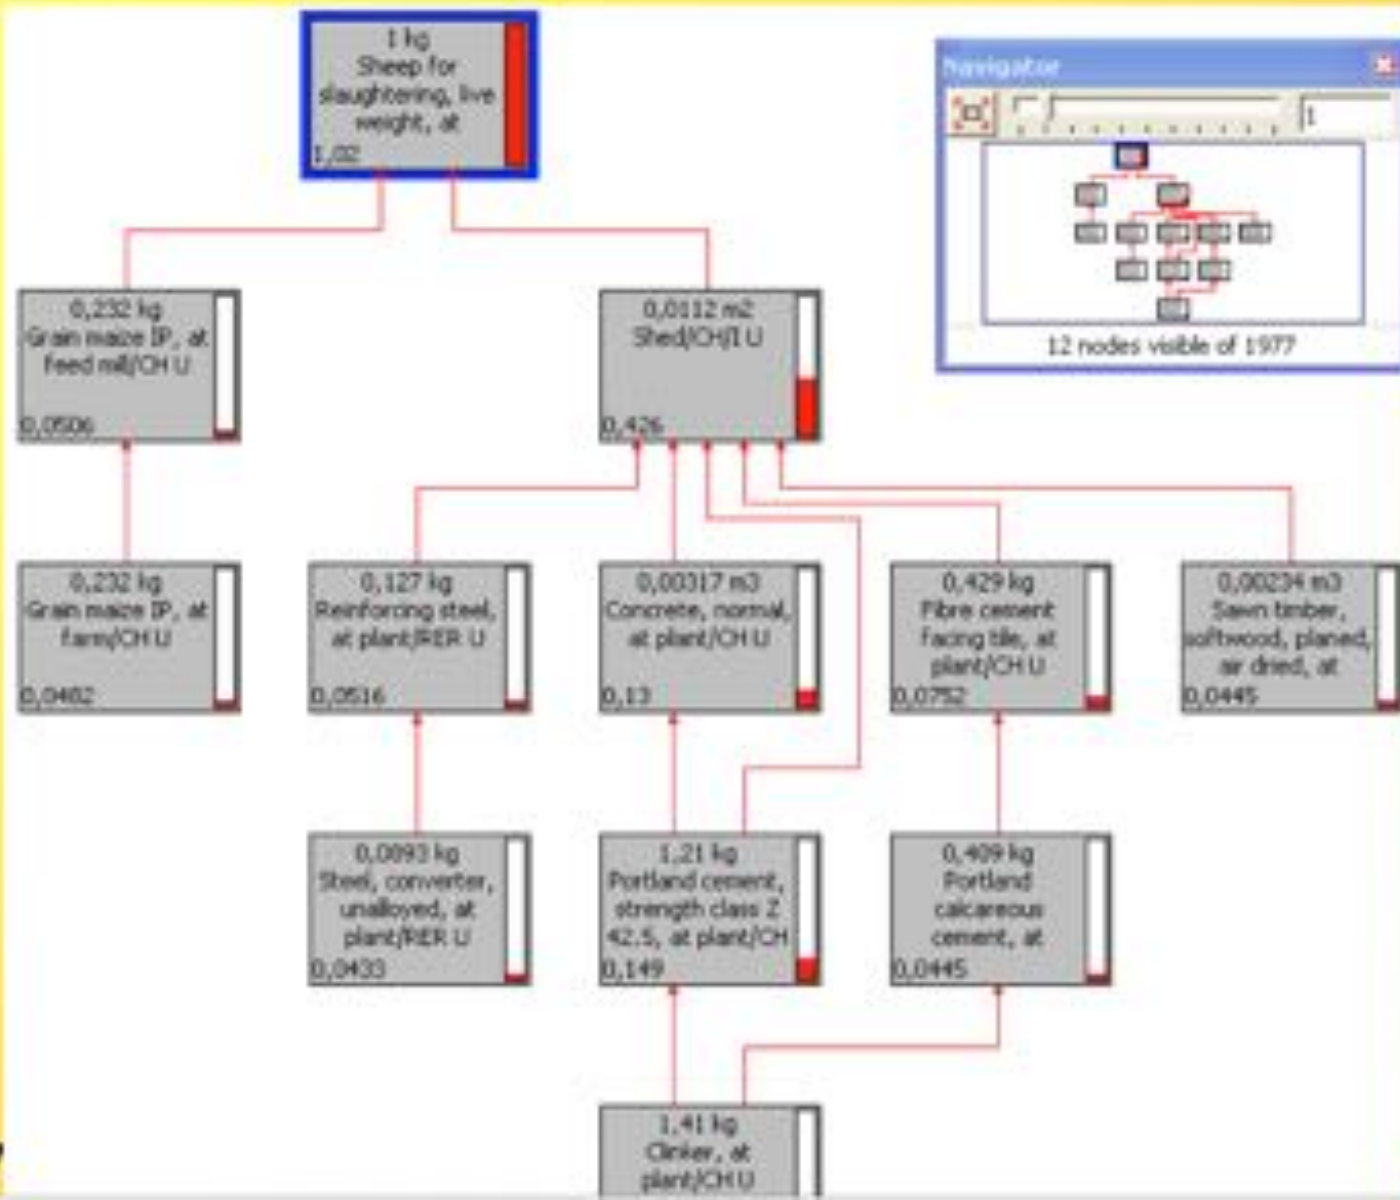 1 kg
Sheep for
slaughtering, live
weight, at
1,02
Navigator
1
12 nodes visible of 1977
0,232 kg
Grain maize IP, at
feed mill/CH U
0,0506
0,0112 m2
Shed/CH/I U
0,426
0,232 kg
Grain maize IP, at
farm/CH U
0,0482
0,127 kg
Reinforcing steel,
at plant/RER U
0,0516
0,00317 m3
Concrete, normal,
at plant/CH U
0,13
0,429 kg
Fibre cement
facing tile, at
plant/CH U
0,0752
0,00234 m3
Sawn timber,
softwood, planed,
air dried, at
0,0445
0,0893 kg
Steel, converter,
unalloyed, at
plant/RER U
0,0433
1,21 kg
Portland cement,
strength class Z
42.5, at plant/CH
0,149
0,409 kg
Portland
calcareous
cement, at
0,0445
1,41 kg
Clinker, at
plant/CH U